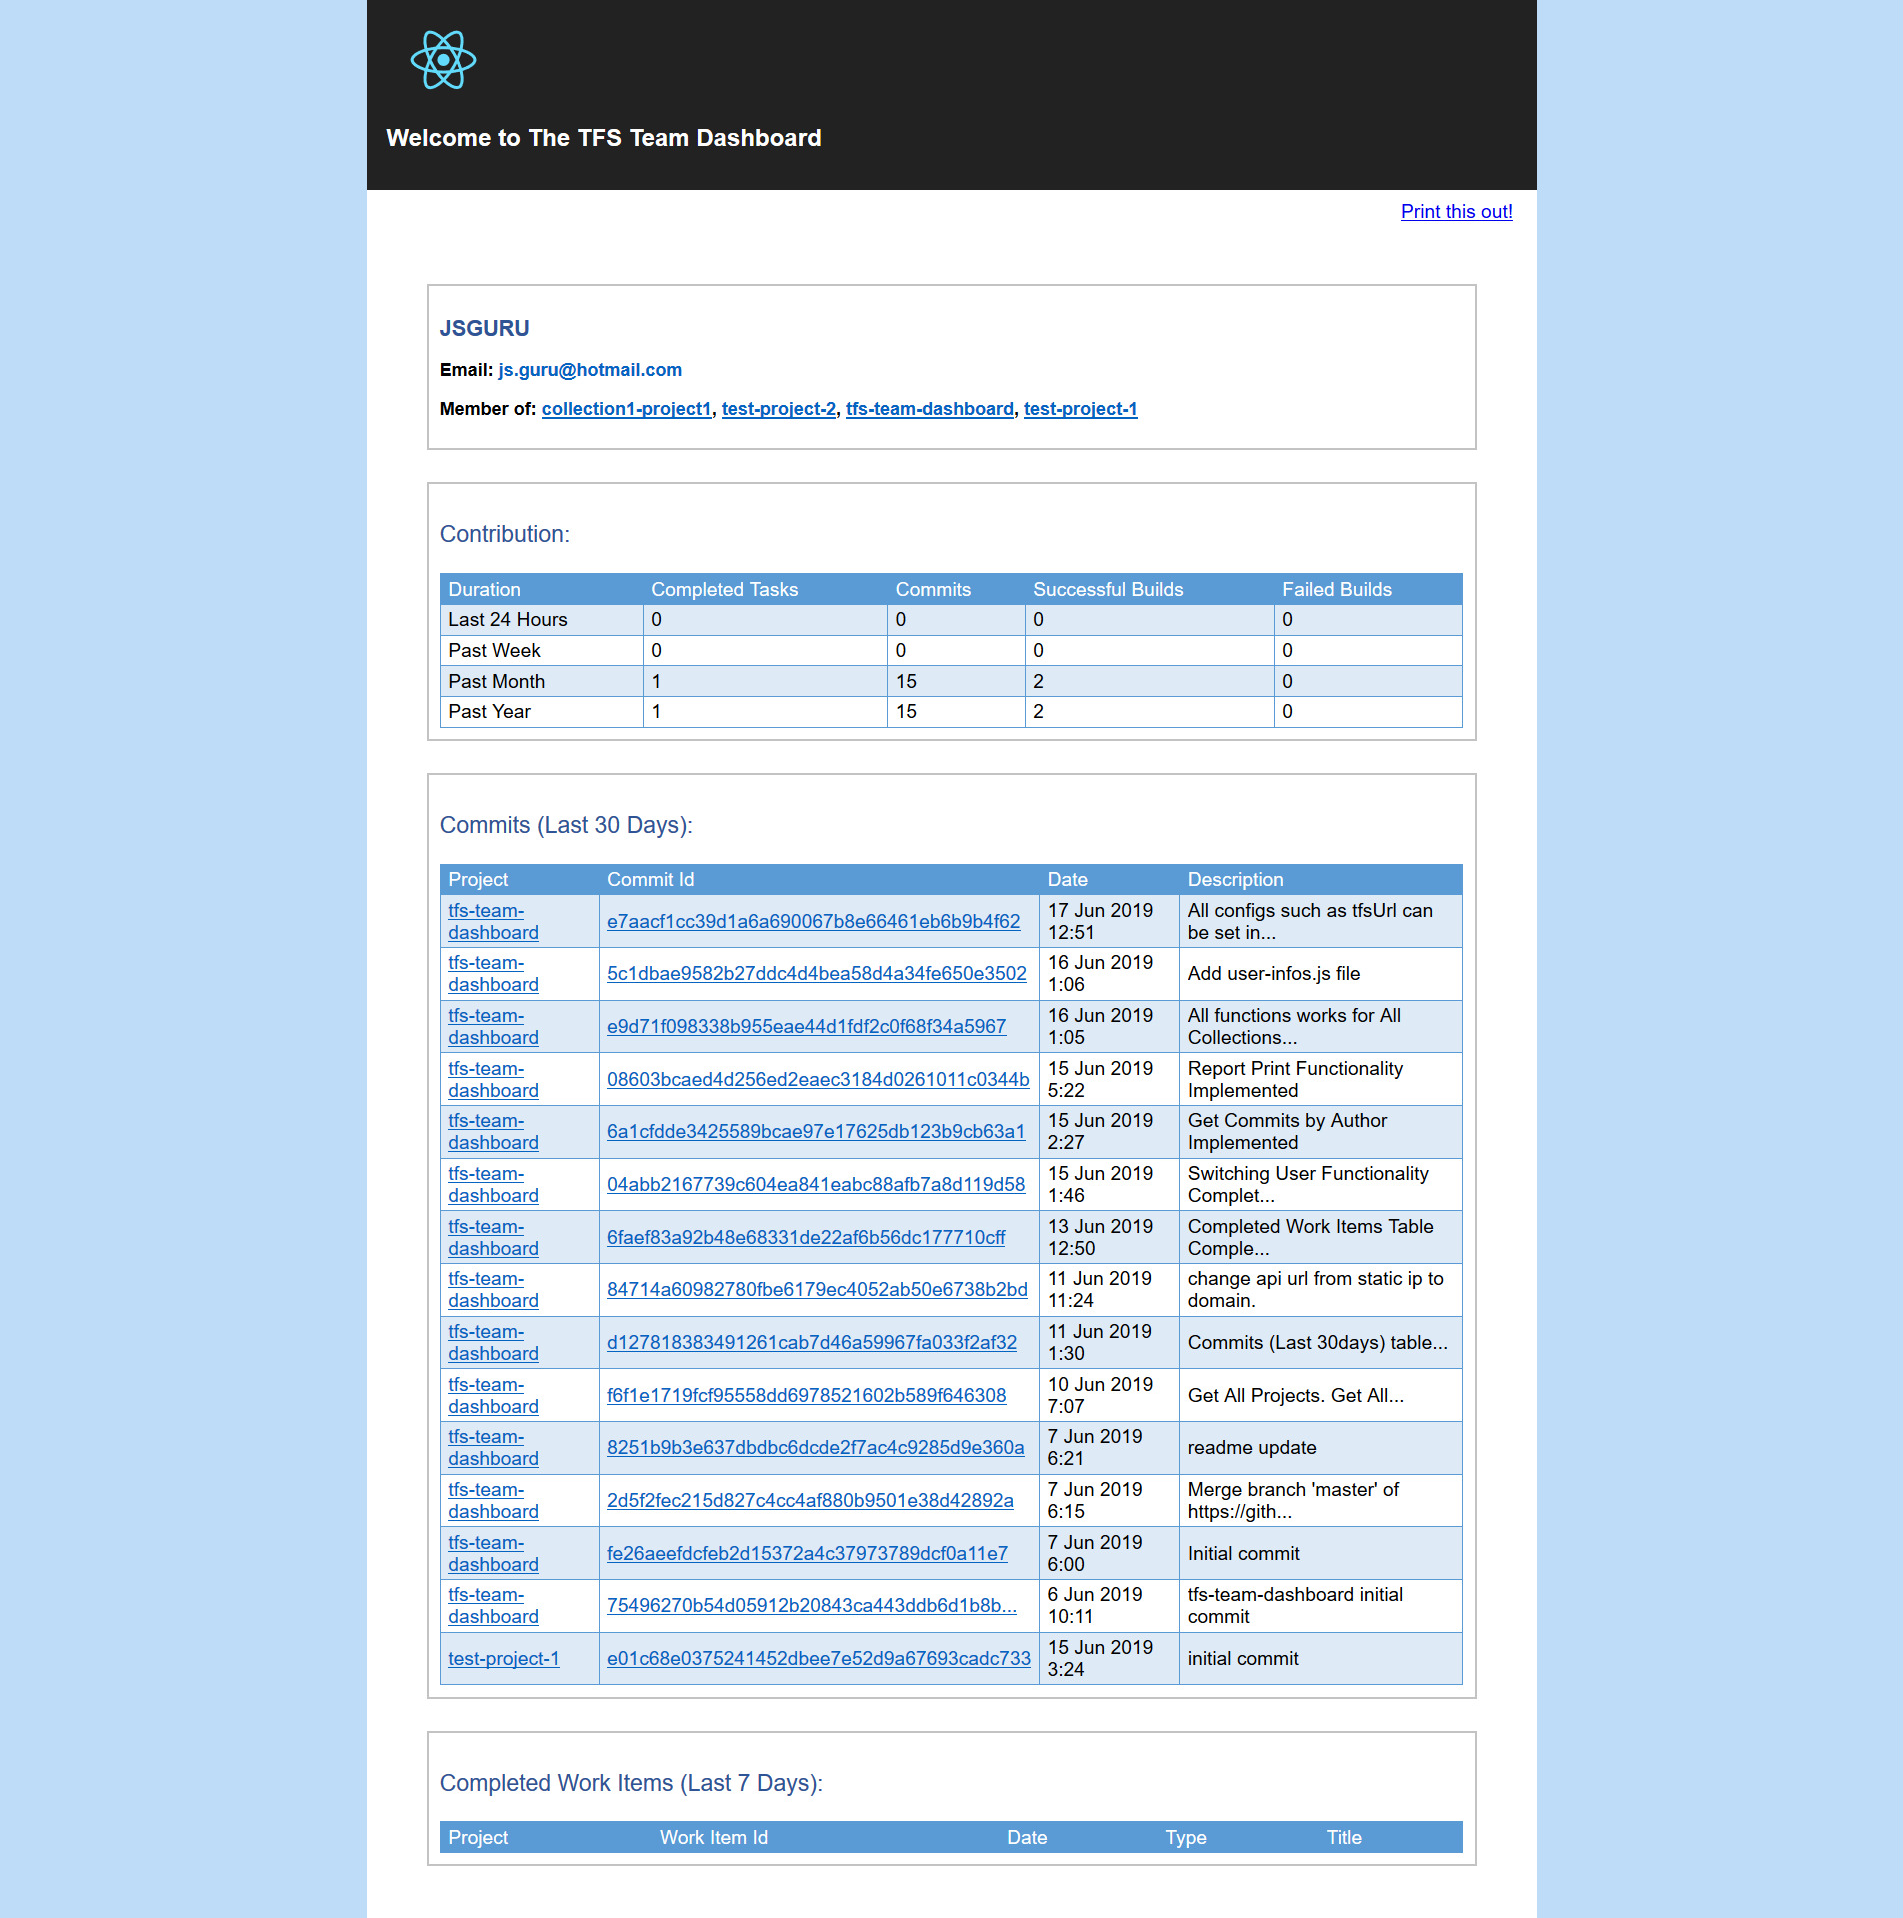 Welcome to The TFS Team Dashboard
Print this out!
JSGURU
Email: js.guru@hotmail.com
Member of: collection1-project1, test-project-2, tfs-team-dashboard, test-project-1
Contribution:
Duration Completed Tasks Commits Successful Builds Failed Builds
Last 24 Hours 0 0 0 0
Past Week 0 0 0 0
Past Month 1 15 2 0
Past Year 1 15 2 0
Commits (Last 30 Days):
Project Commit Id Date Description
tfs-team-dashboard e7aacf1cc39d1a6a690067b8e66461eb6b9b4f62 17 Jun 2019 12:51 All configs such as tfsUrl can be set in...
tfs-team-dashboard 5c1dbae9582b27ddc4d4bea58d4a34fe650e3502 16 Jun 2019 1:06 Add user-infos.js file
tfs-team-dashboard e9d71f098338b955eae44d1fdf2c0f68f34a5967 16 Jun 2019 1:05 All functions works for All Collections...
tfs-team-dashboard 08603bcaed4d256ed2eaec3184d0261011c0344b 15 Jun 2019 5:22 Report Print Functionality Implemented
tfs-team-dashboard 6a1cfdde3425589bcae97e17625db123b9cb63a1 15 Jun 2019 2:27 Get Commits by Author Implemented
tfs-team-dashboard 04abb2167739c604ea841eabc88afb7a8d119d58 15 Jun 2019 1:46 Switching User Functionality Complet...
tfs-team-dashboard 6faef83a92b48e68331de22af6b56dc177710cff 13 Jun 2019 12:50 Completed Work Items Table Comple...
tfs-team-dashboard 84714a60982780fbe6179ec4052ab50e6738b2bd 11 Jun 2019 11:24 change api url from static ip to domain.
tfs-team-dashboard d127818383491261cab7d46a59967fa033f2af32 11 Jun 2019 1:30 Commits (Last 30days) table...
tfs-team-dashboard f6f1e1719fcf95558dd6978521602b589f646308 10 Jun 2019 7:07 Get All Projects. Get All...
tfs-team-dashboard 8251b9b3e637dbdbc6dcde2f7ac4c9285d9e360a 7 Jun 2019 6:21 readme update
tfs-team-dashboard 2d5f2fec215d827c4cc4af880b9501e38d42892a 7 Jun 2019 6:15 Merge branch 'master' of https://gith...
tfs-team-dashboard fe26aeefdcfeb2d15372a4c37973789dcf0a11e7 7 Jun 2019 6:00 Initial commit
tfs-team-dashboard 75496270b54d05912b20843ca443ddb6d1b8b... 6 Jun 2019 10:11 tfs-team-dashboard initial commit
test-project-1 e01c68e0375241452dbee7e52d9a67693cadc733 15 Jun 2019 3:24 initial commit
Completed Work Items (Last 7 Days):
Project Work Item Id Date Type Title